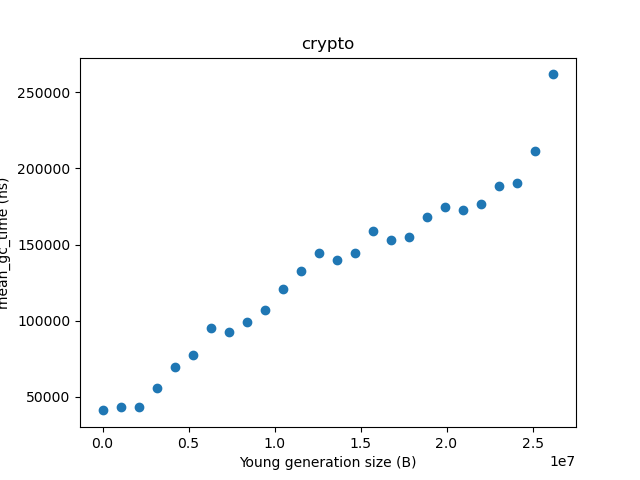 crypto
mean_gc_time (ns)
250000
200000
150000
100000
50000
0.0 0.5 1.0 1.5 2.0 2.5
1e7
Young generation size (B)